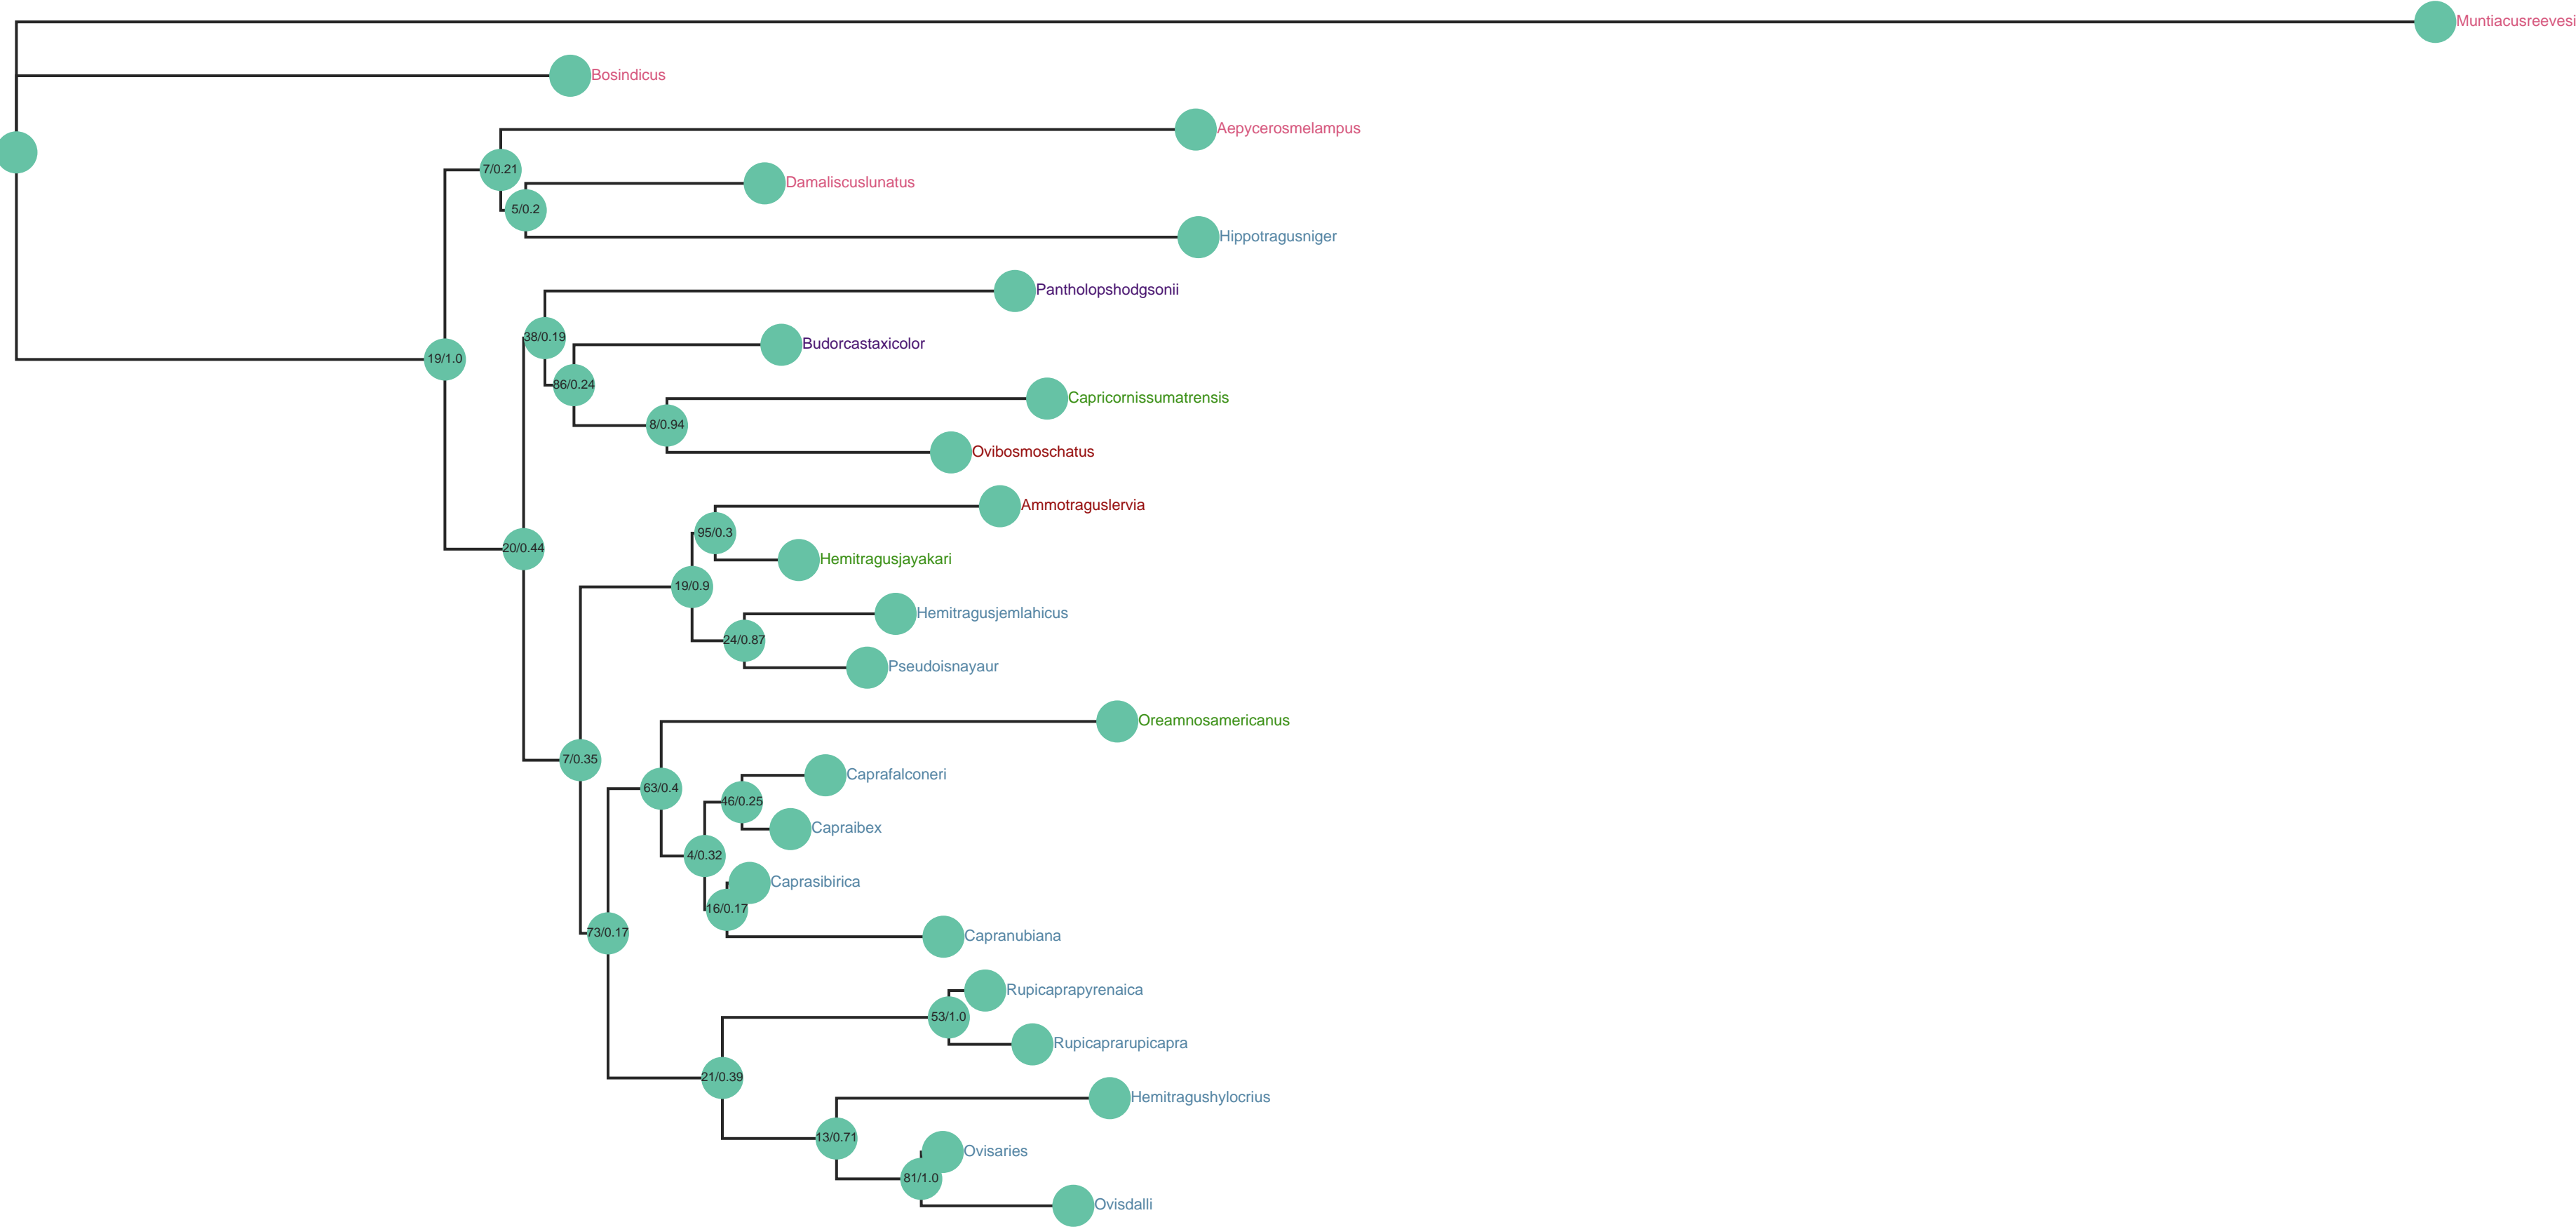 Muntiacusreevesi
Bosindicus
Aepycerosmelampus
7/0.21
Damaliscuslunatus
5/0.2
Hippotragusniger
Pantholopshodgsonii
38/0.19
Budorcastaxicolor
19/1.0
86/0.24
Capricornissumatrensis
8/0.94
Ovibosmoschatus
Ammotraguslervia
95/0.3
20/0.44
Hemitragusjayakari
19/0.9
Hemitragusjemlahicus
24/0.87
Pseudoisnayaur
Oreamnosamericanus
7/0.35
Caprafalconeri
63/0.4
46/0.25
Capraibex
4/0.32
Caprasibirica
16/0.17
73/0.17
Capranubiana
Rupicaprapyrenaica
53/1.0
Rupicaprarupicapra
21/0.39
Hemitragushylocrius
13/0.71
Ovisaries
81/1.0
Ovisdalli